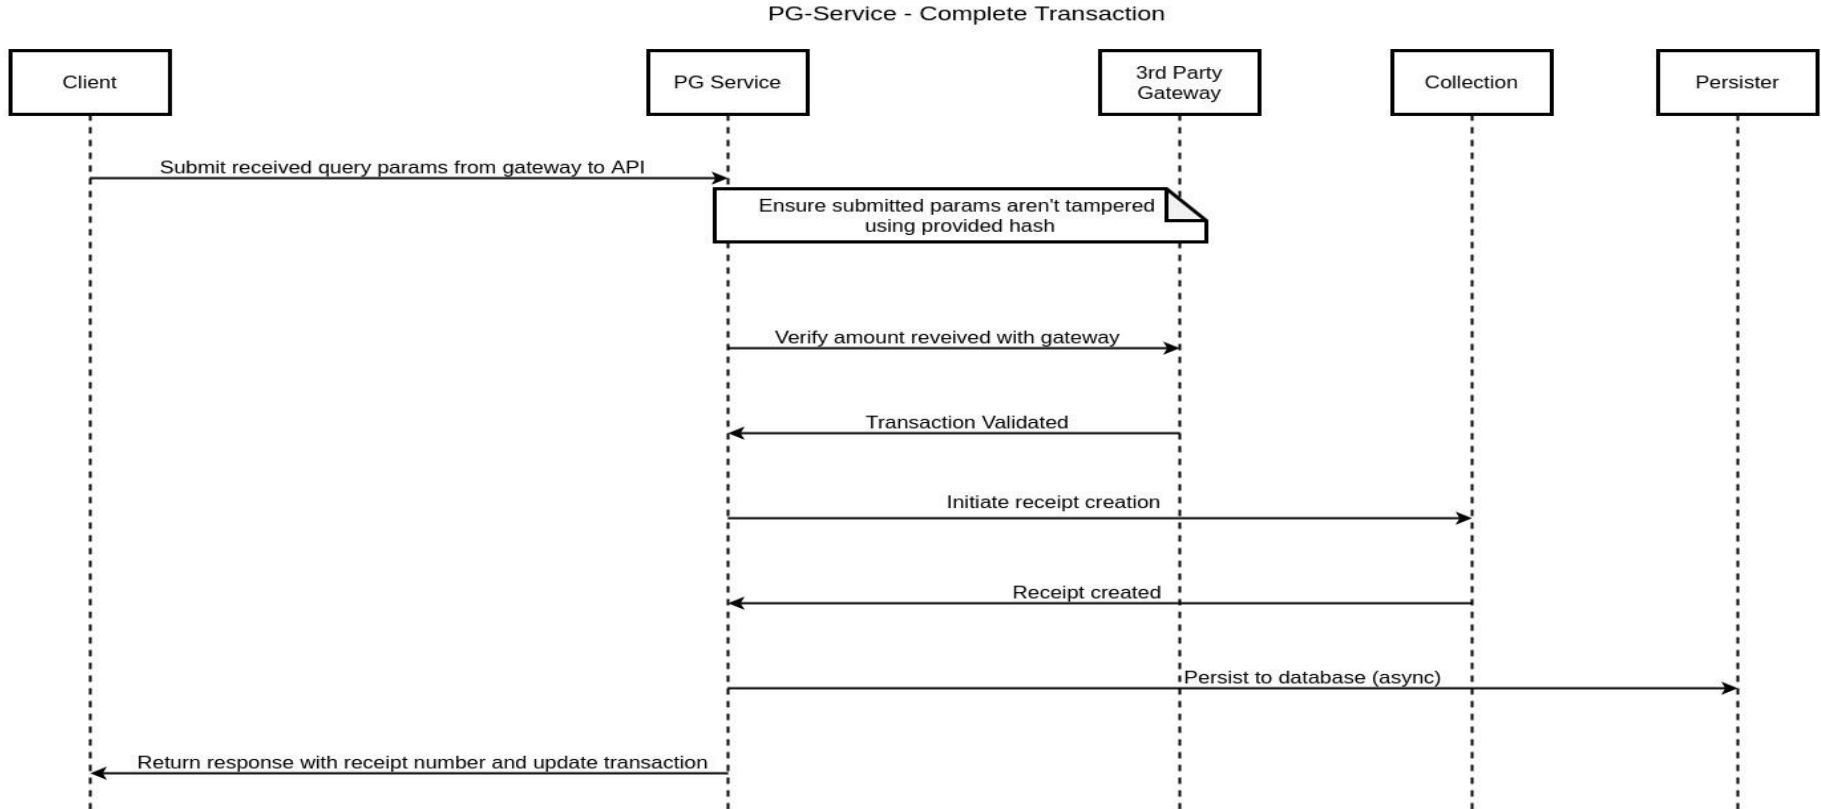 PG-Service - Complete Transaction
Client
PG Service
3rd Party
Gateway
Collection
Persister
Submit received query params from gateway to API
Ensure submitted params aren't tampered
using provided hash
Verify amount reveived with gateway
Transaction Validated
Initiate receipt creation
Receipt created
Persist to database (async)
Return response with receipt number and update transaction